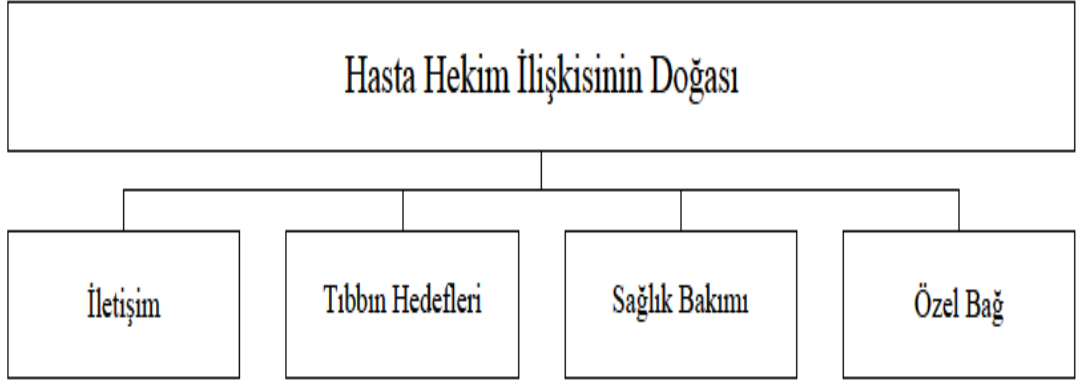 Hasta Hekim İlişkisinin Doğası
İletişim
Tıbbın Hedefleri
Sağlık Bakımı
Özel Bağ